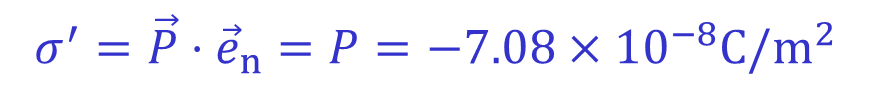 σ′ = P⃗ · e⃗ₙ = P = −7.08 × 10⁻⁸C/m²